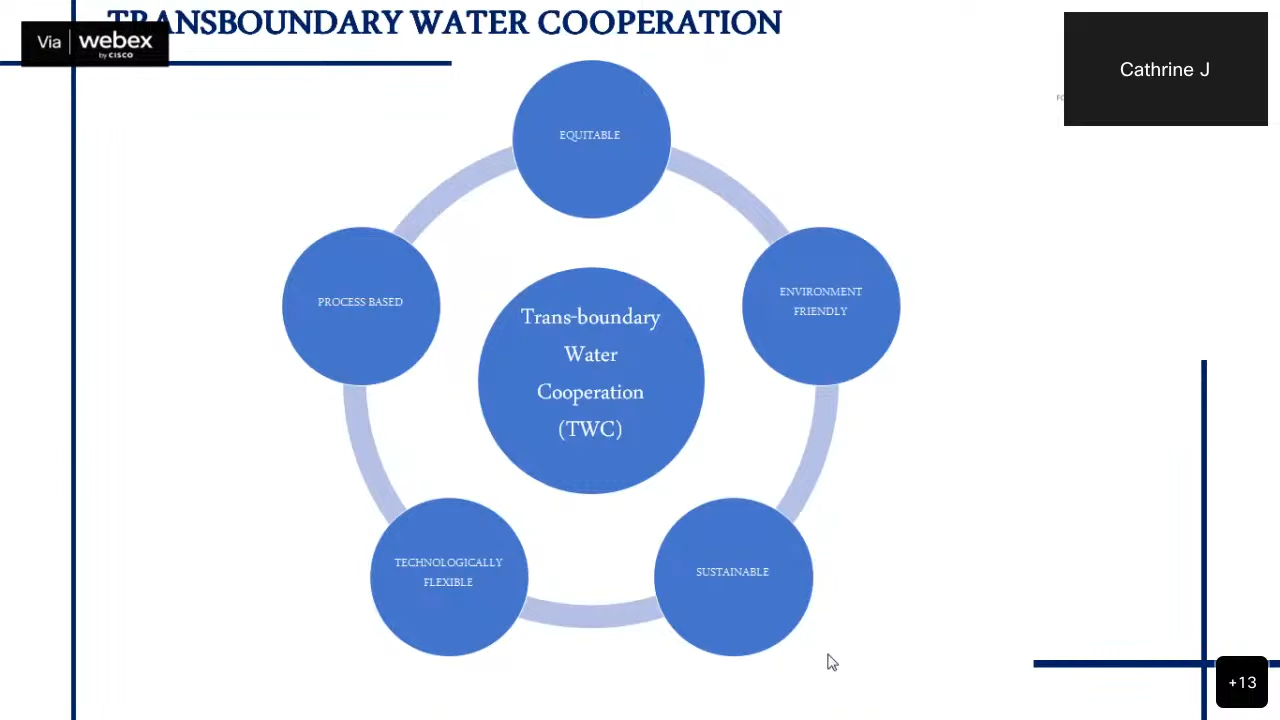 TRANSBOUNDARY WATER COOPERATION
Via webex
by CISCO
Cathrine J
EQUITABLE
PROCESS BASED
ENVIRONMENT
FRIENDLY
Trans-boundary
Water
Cooperation
(TWC)
TECHNOLOGICALLY
FLEXIBLE
SUSTAINABLE
+13